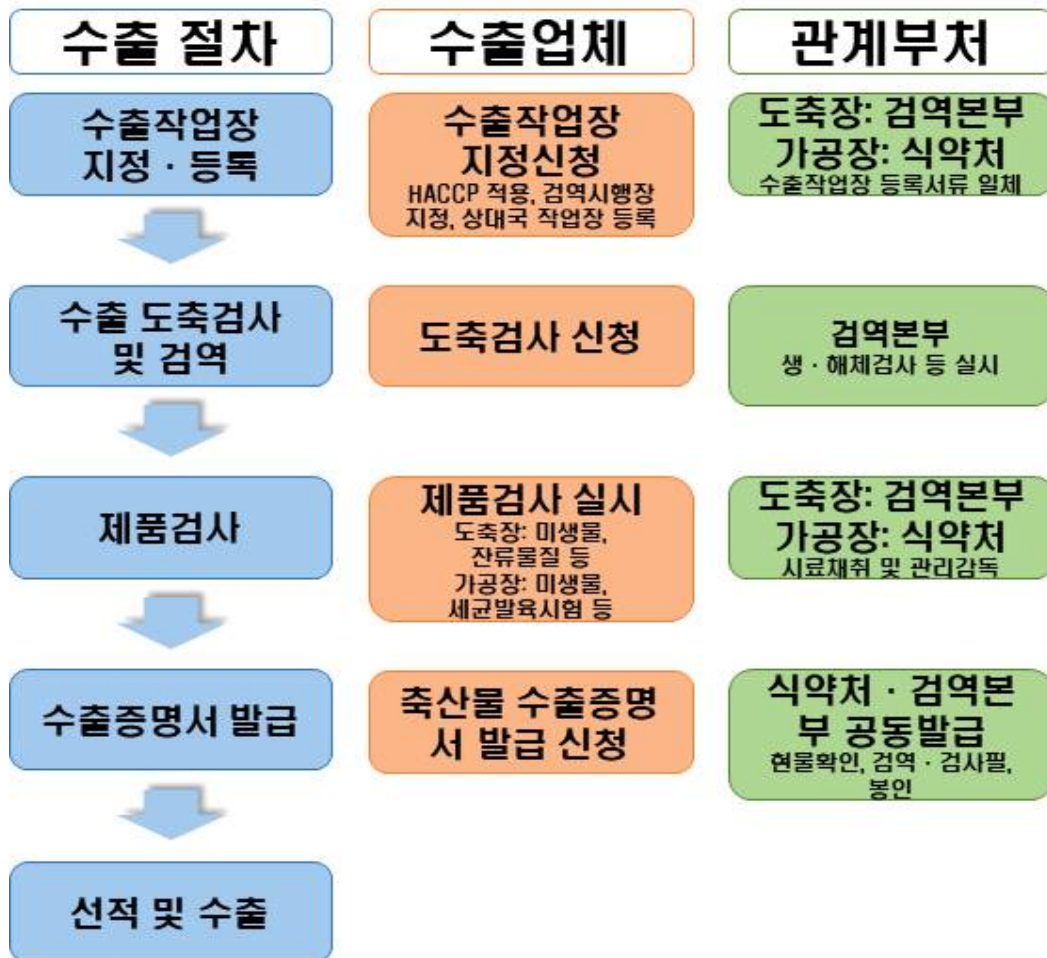 수출 절차
수출업체
관계부처
수출작업장
지정 · 등록
수출작업장
지정신청
HACCP 적용, 검역시행장
지정, 상대국 작업장 등록
도축장: 검역본부
가공장: 식약처
수출작업장 등록서류 일체
수출 도축검사
및 검역
도축검사 신청
검역본부
생 · 해체검사 등 실시
제품검사
제품검사 실시
도축장: 미생물,
잔류물질 등
가공장: 미생물,
세균발육시험 등
도축장: 검역본부
가공장: 식약처
시료채취 및 관리감독
수출증명서 발급
축산물 수출증명
서 발급 신청
식약처 · 검역본
부 공동발급
현물확인, 검역 · 검사필,
봉인
선적 및 수출